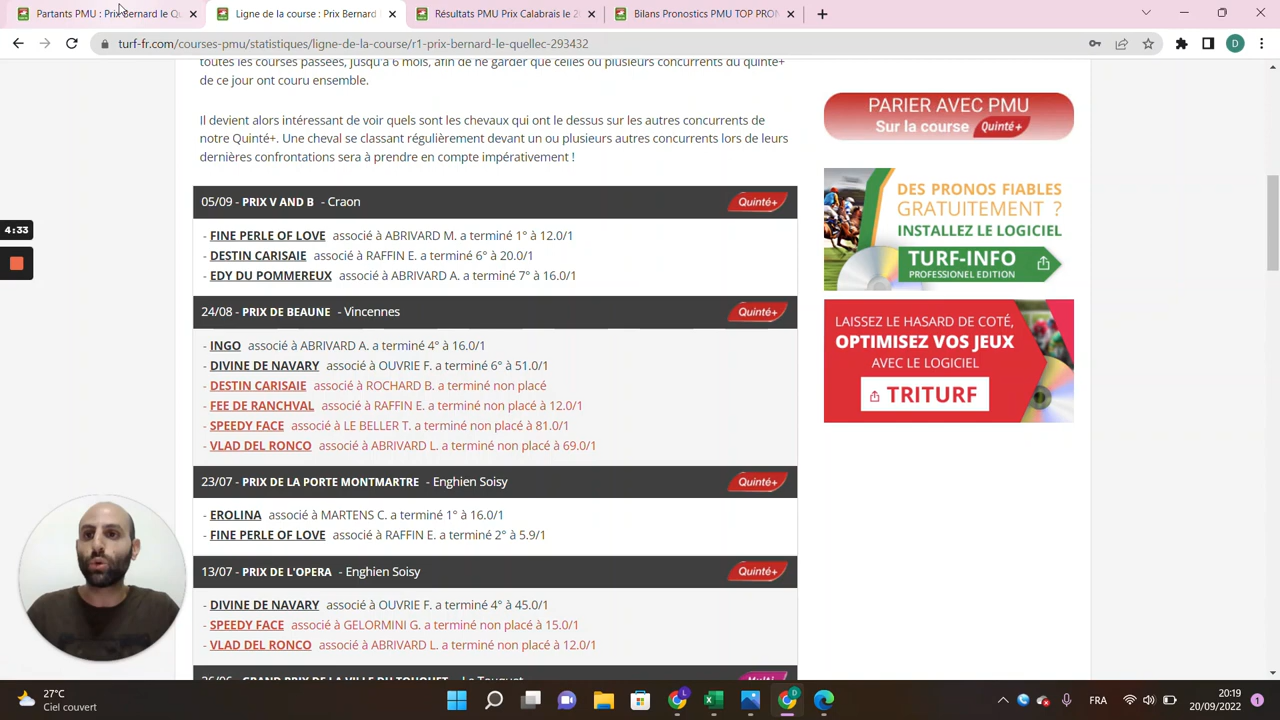 Partants PMU : Prix Bernard le Qu
Ligne de la course : Prix Bernard
Résultats PMU Prix Calabrais le 2
Bilans Pronostics PMU TOP PRON
turf-fr.com/courses-pmu/statistiques/ligne-de-la-course/r1-prix-bernard-le-quellec-293432
D
toutes les courses passées, jusqu'à 6 mois, afin de ne garder que celles où plusieurs concurrents du quinté+
de ce jour ont couru ensemble.
Il devient alors intéressant de voir quels sont les chevaux qui ont le dessus sur les autres concurrents de
notre Quinté+. Une cheval se classant régulièrement devant un ou plusieurs autres concurrents lors de leurs
dernières confrontations sera à prendre en compte impérativement !
PARIER AVEC PMU
Sur la course Quinté+
DES PRONOS FIABLES
GRATUITEMENT ?
INSTALLEZ LE LOGICIEL
TURF-INFO
PROFESSIONEL EDITION
LAISSEZ LE HASARD DE COTÉ,
OPTIMISEZ VOS JEUX
AVEC LE LOGICIEL
TRITURF
4:33
05/09 - PRIX V AND B - Craon Quinté+
- FINE PERLE OF LOVE associé à ABRIVARD M. a terminé 1° à 12.0/1
- DESTIN CARISAIE associé à RAFFIN E. a terminé 6° à 20.0/1
- EDY DU POMMEREUX associé à ABRIVARD A. a terminé 7° à 16.0/1
24/08 - PRIX DE BEAUNE - Vincennes Quinté+
- INGO associé à ABRIVARD A. a terminé 4° à 16.0/1
- DIVINE DE NAVARY associé à OUVRIE F. a terminé 6° à 51.0/1
- DESTIN CARISAIE associé à ROCHARD B. a terminé non placé
- FEE DE RANCHVAL associé à RAFFIN E. a terminé non placé à 12.0/1
- SPEEDY FACE associé à LE BELLER T. a terminé non placé à 81.0/1
- VLAD DEL RONCO associé à ABRIVARD L. a terminé non placé à 69.0/1
23/07 - PRIX DE LA PORTE MONTMARTRE - Enghien Soisy Quinté+
- EROLINA associé à MARTENS C. a terminé 1° à 16.0/1
- FINE PERLE OF LOVE associé à RAFFIN E. a terminé 2° à 5.9/1
13/07 - PRIX DE L'OPERA - Enghien Soisy Quinté+
- DIVINE DE NAVARY associé à OUVRIE F. a terminé 4° à 45.0/1
- SPEEDY FACE associé à GELORMINI G. a terminé non placé à 15.0/1
- VLAD DEL RONCO associé à ABRIVARD L. a terminé non placé à 12.0/1
26/06 - GRAND PRIX DE LA VILLE DU TOUQUET - Le Touquet Multi
27°C
Ciel couvert
FRA
20:19
20/09/2022
1